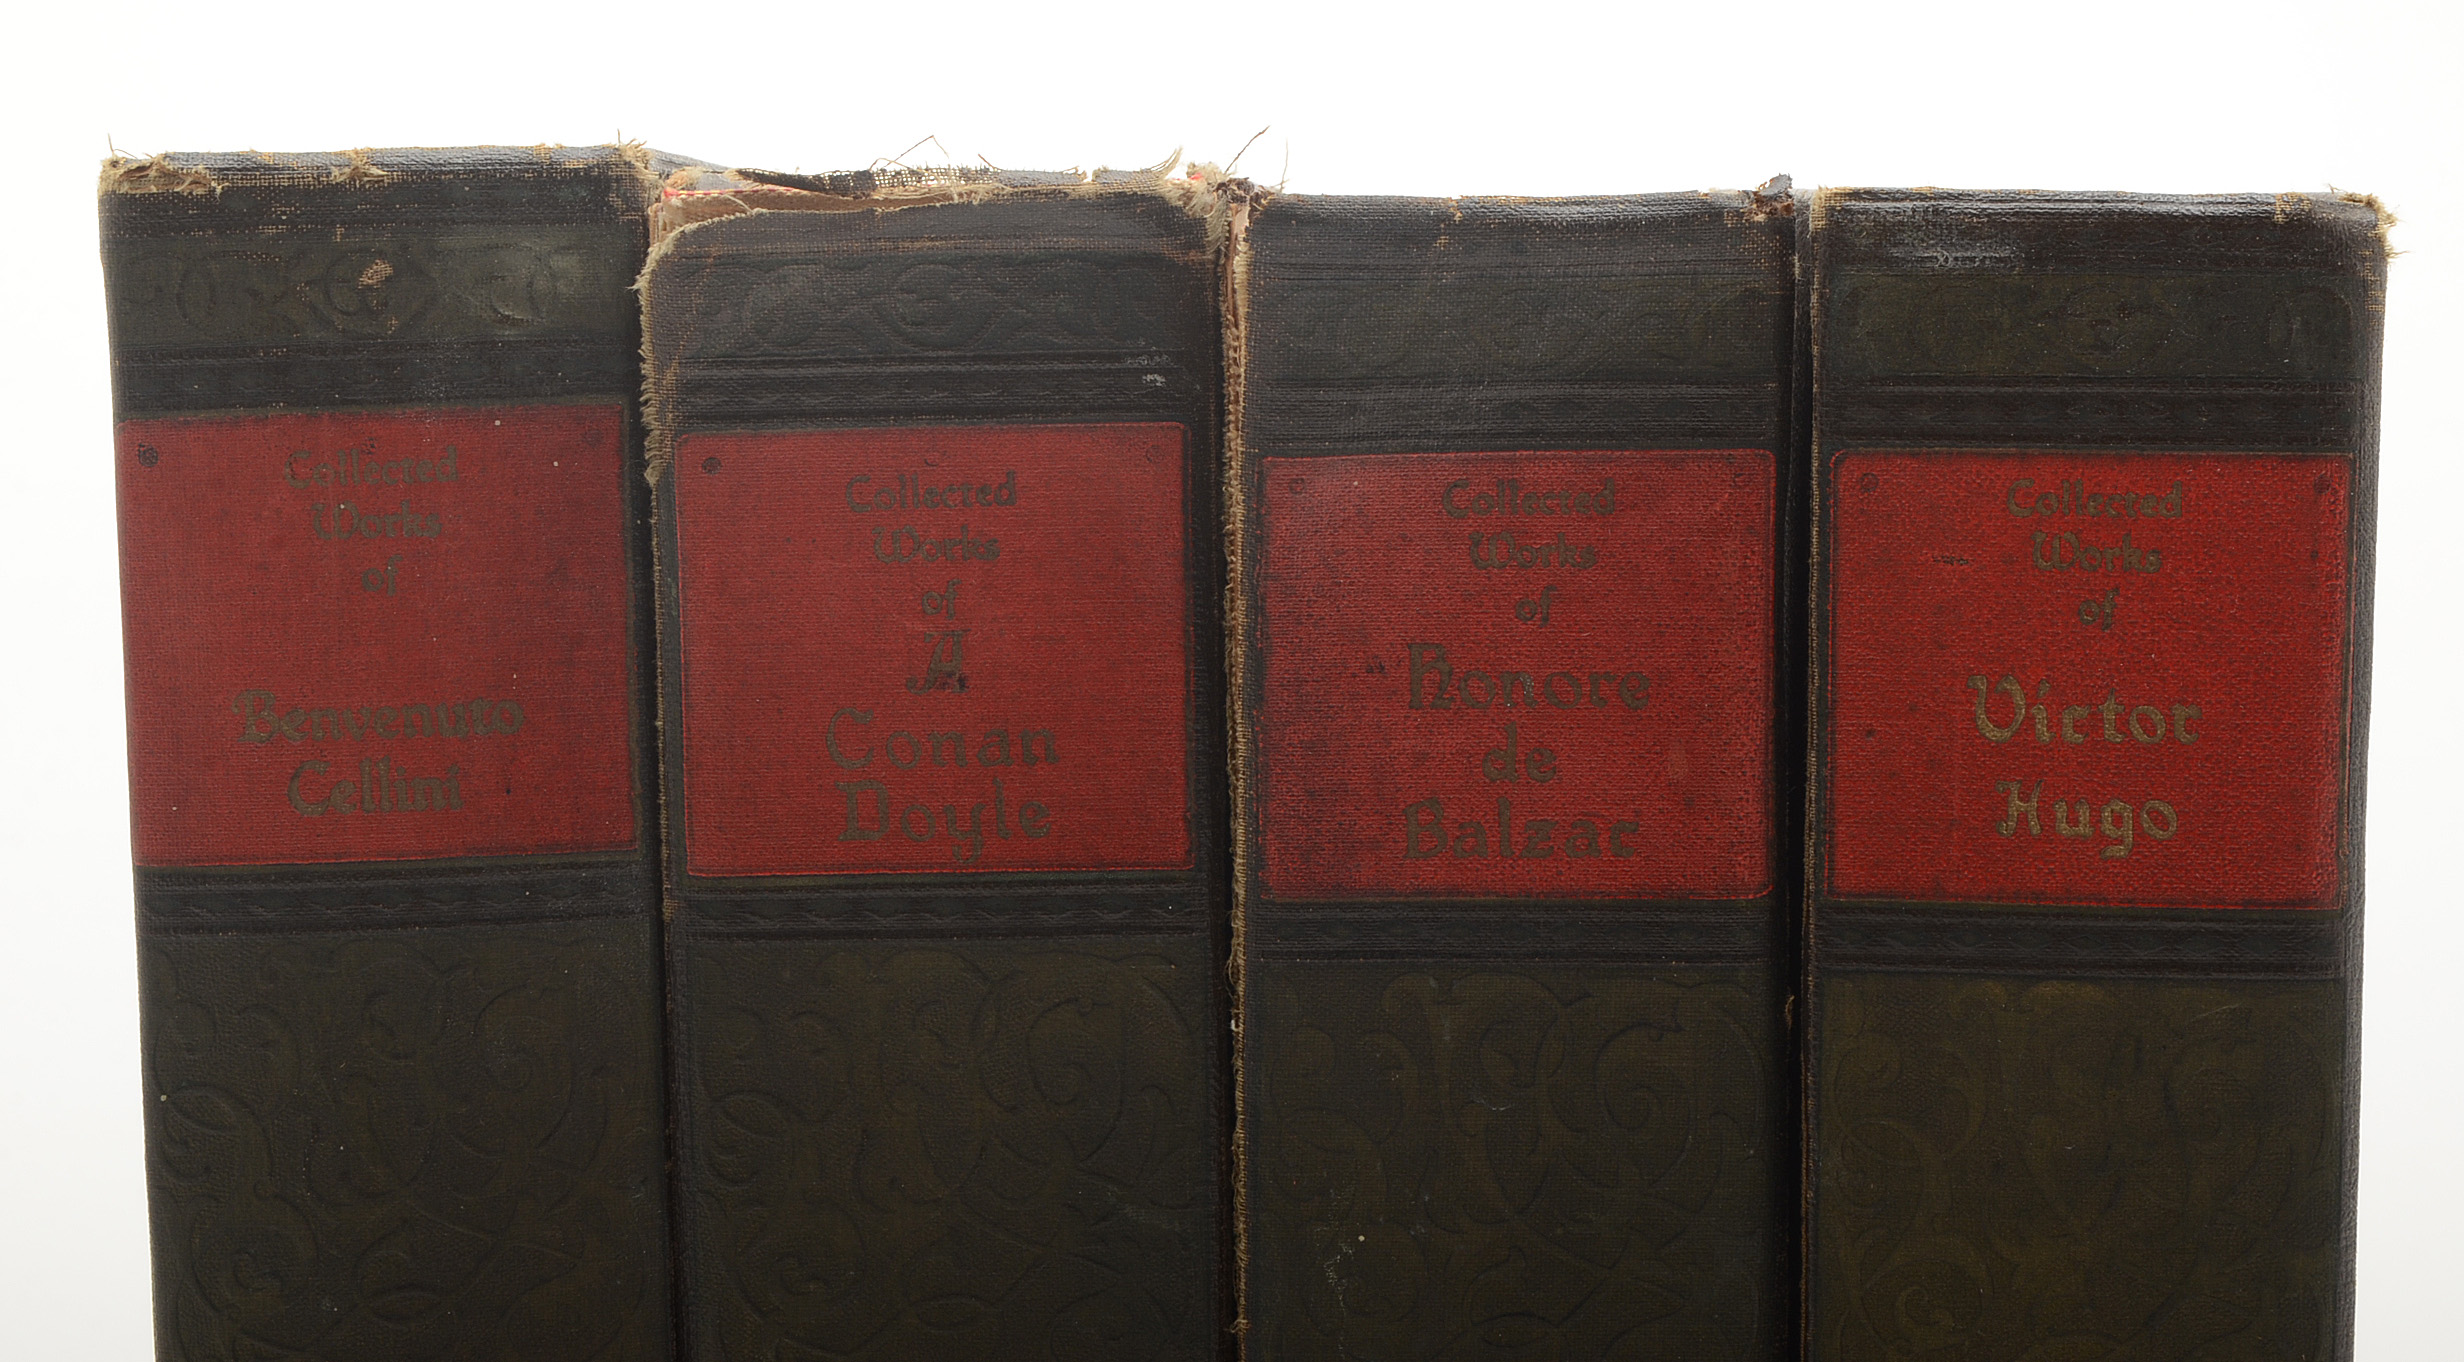 Collected
Works
of
Benvenuto
Cellini
Collected
Works
of
A
Conan
Doyle
Collected
Works
of
Honore
de
Balzac
Collected
Works
of
Victor
Hugo